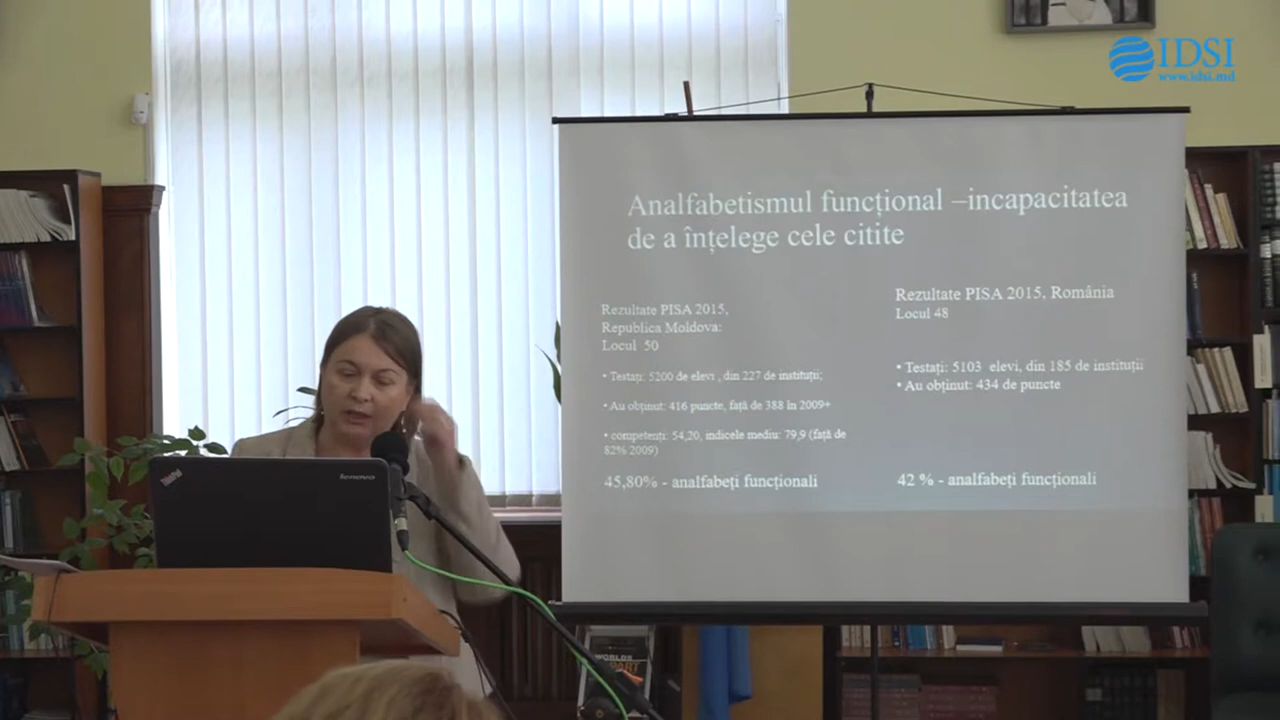 IDSI
www.idsi.md
Analfabetismul funcțional –incapacitatea
de a înțelege cele citite
Rezultate PISA 2015,
Republica Moldova:
Locul 50
• Testați: 5200 de elevi , din 227 de instituții;
• Au obținut: 416 puncte, față de 388 în 2009+
• competenți: 54,20, indicele mediu: 79,9 (față de
82% 2009)
45,80% - analfabeți funcționali
Rezultate PISA 2015, România
Locul 48
• Testați: 5103 elevi, din 185 de instituții
• Au obținut: 434 de puncte
42 % - analfabeți funcționali
ThinkPad
lenovo
WORLDS